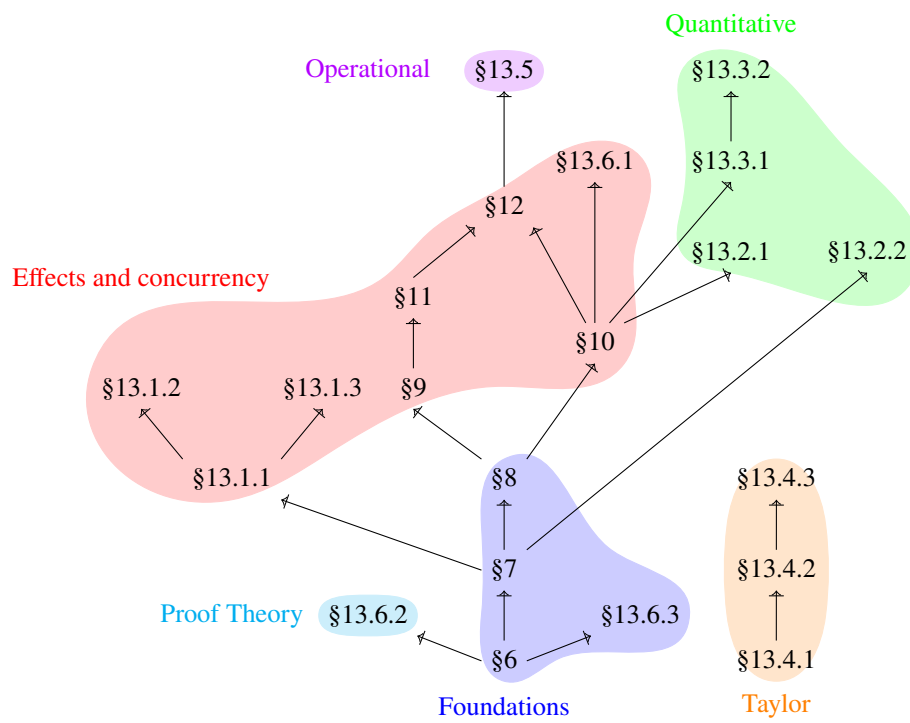 Quantitative
Operational §13.5 §13.3.2
§13.6.1 §13.3.1
§12
§13.2.1 §13.2.2
Effects and concurrency
§11
§10
§13.1.2 §13.1.3 §9
§13.1.1 §8 §13.4.3
§7 §13.4.2
Proof Theory §13.6.2 §13.6.3
§6 §13.4.1
Foundations Taylor